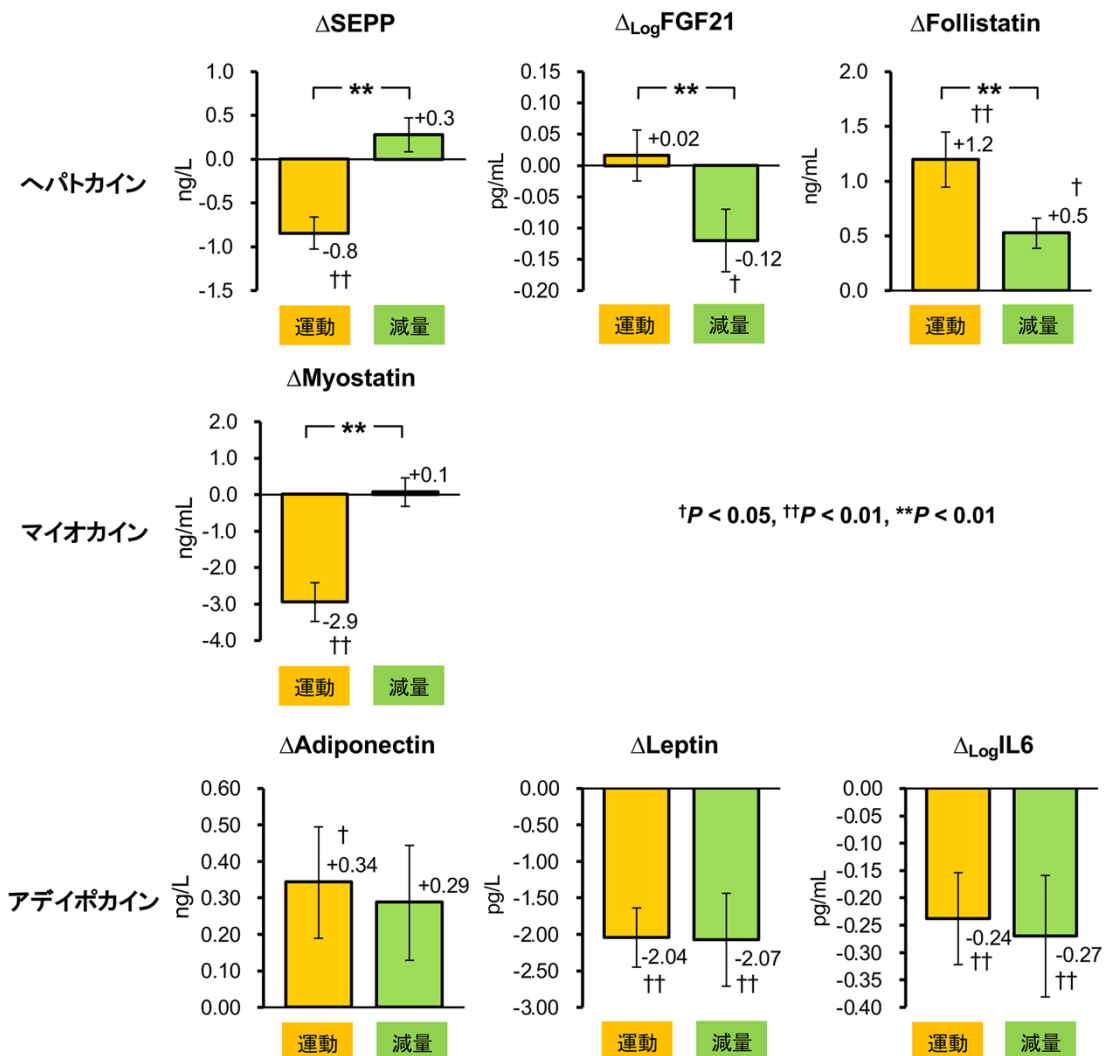 ΔSEPP
1.0
0.5
0.0
-0.5
-1.0
-1.5
ng/L
**
+0.3
-0.8
††
運動
減量
ΔLogFGF21
0.15
0.10
0.05
0.00
-0.05
-0.10
-0.15
-0.20
pg/mL
**
+0.02
-0.12
†
ΔFollistatin
2.0
1.5
1.0
0.5
0.0
ng/mL
**
††
+1.2
†
+0.5
運動
減量
運動
減量
ヘパトカイン
ΔMyostatin
2.0
1.0
0.0
-1.0
-2.0
-3.0
-4.0
ng/mL
**
+0.1
-2.9
††
運動
減量
マイオカイン
†P < 0.05, ††P < 0.01, **P < 0.01
ΔAdiponectin
0.60
0.50
0.40
0.30
0.20
0.10
0.00
ng/L
†
+0.34
+0.29
運動
減量
アデイポカイン
ΔLeptin
0.00
-0.50
-1.00
-1.50
-2.00
-2.50
-3.00
pg/L
-2.04
††
-2.07
††
運動
減量
ΔLogIL6
0.00
-0.05
-0.10
-0.15
-0.20
-0.25
-0.30
-0.35
-0.40
pg/mL
-0.24
††
-0.27
††
運動
減量